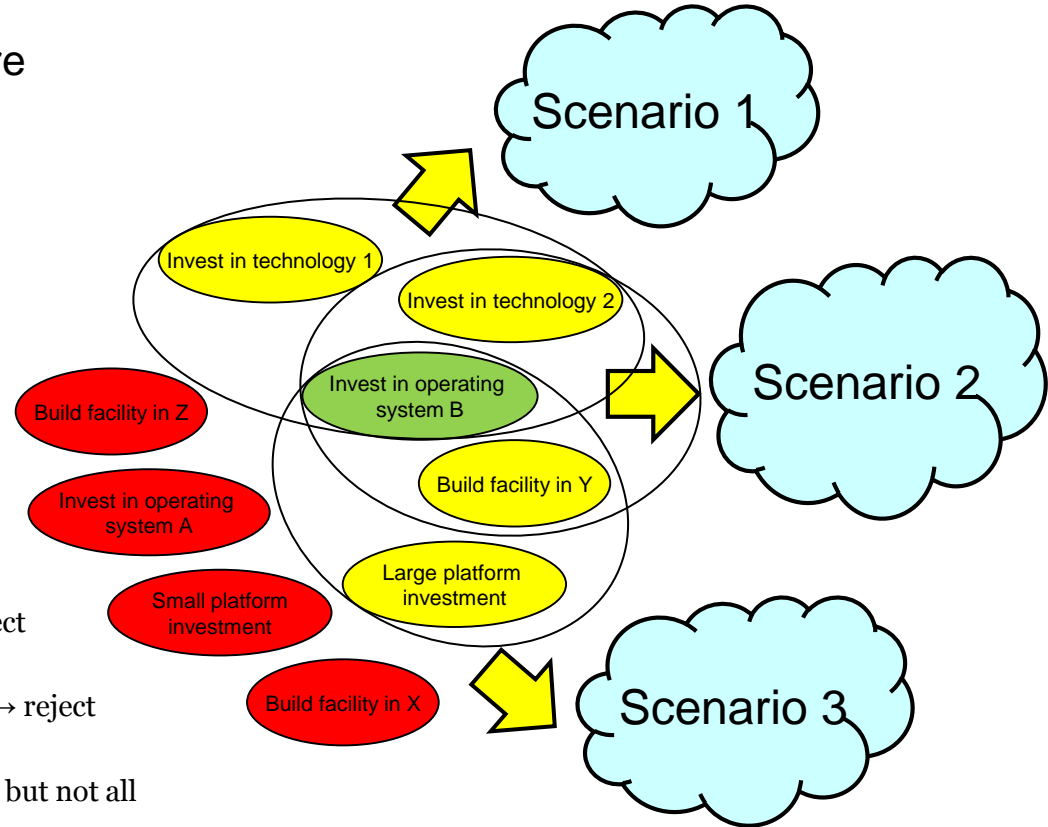 re
Scenario 1
Invest in technology 1
Invest in technology 2
Scenario 2
Invest in operating
system B
Build facility in Z
Build facility in Y
Invest in operating
system A
Large platform
investment
Small platform
investment
ect
→ reject
Build facility in X
Scenario 3
but not all